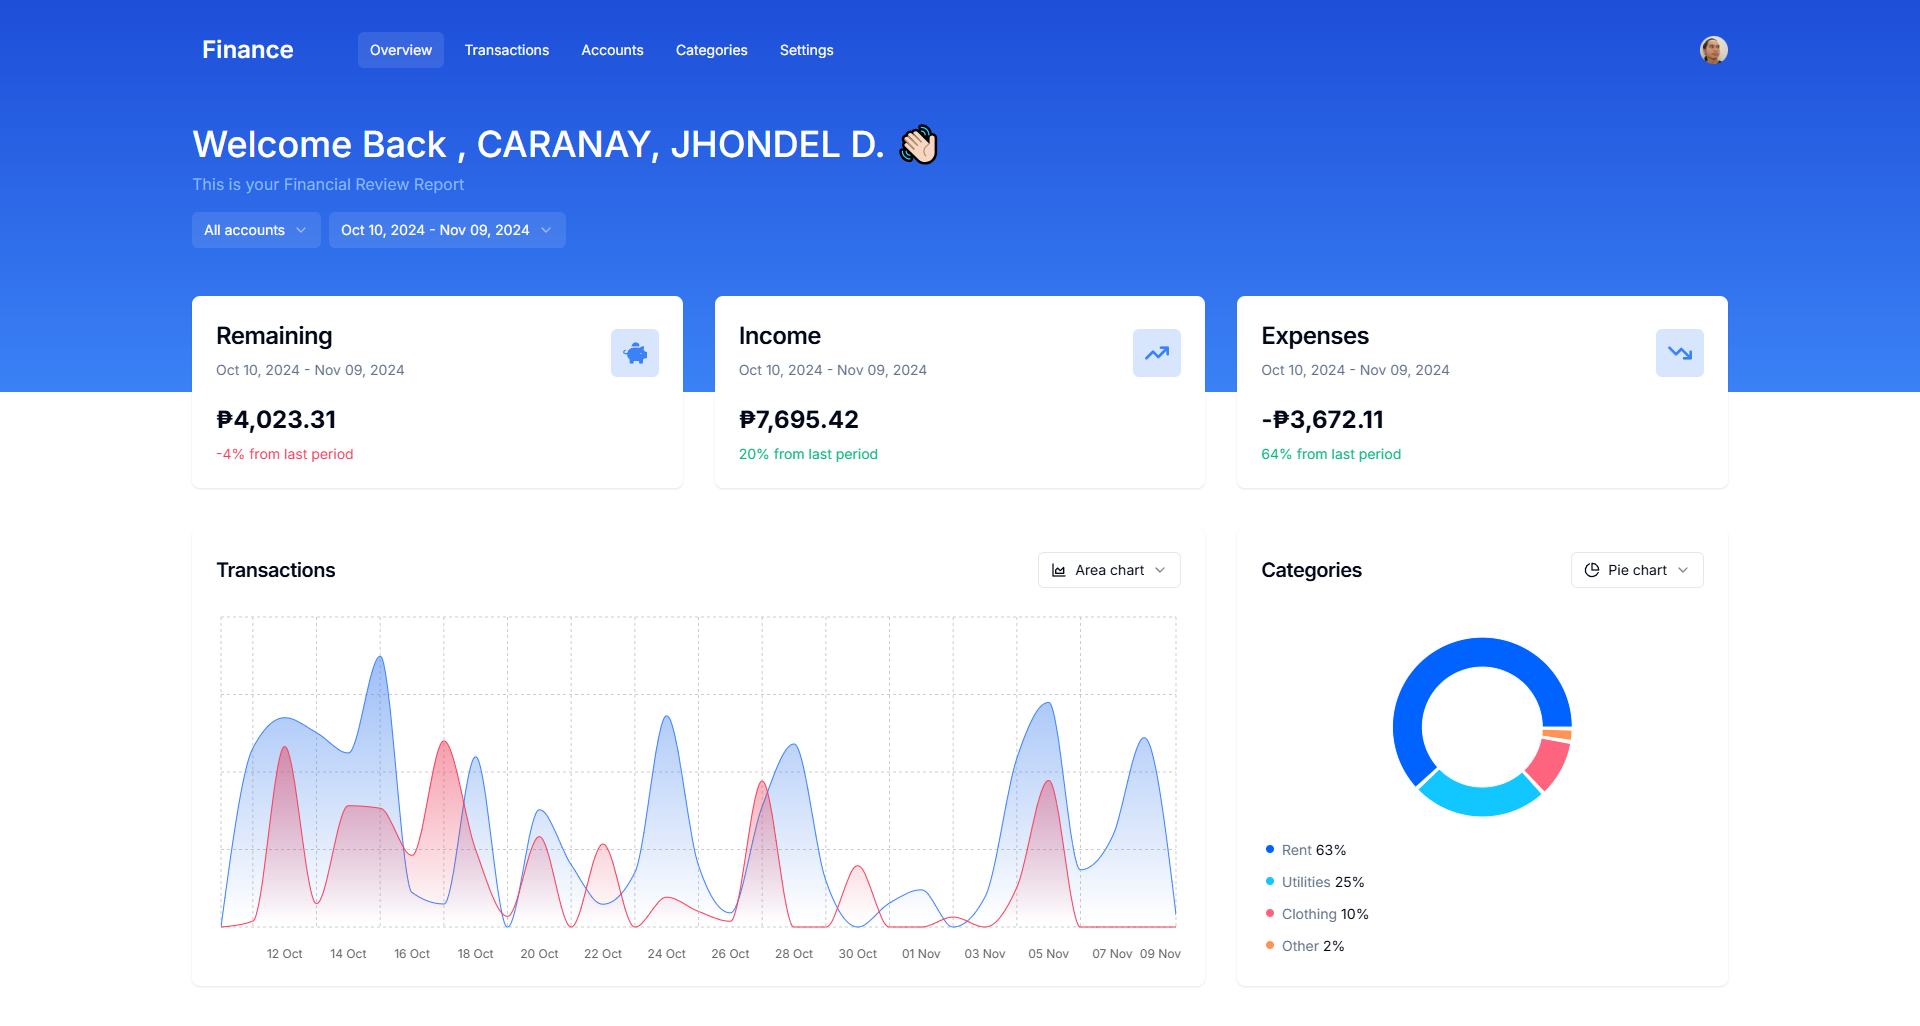 Finance
Overview
Transactions
Accounts
Categories
Settings
Welcome Back , CARANAY, JHONDEL D. 👋🏻
This is your Financial Review Report
All accounts
Oct 10, 2024 - Nov 09, 2024
Remaining
Oct 10, 2024 - Nov 09, 2024
₱4,023.31
-4% from last period
Income
Oct 10, 2024 - Nov 09, 2024
₱7,695.42
20% from last period
Expenses
Oct 10, 2024 - Nov 09, 2024
-₱3,672.11
64% from last period
Transactions
Area chart
12 Oct
14 Oct
16 Oct
18 Oct
20 Oct
22 Oct
24 Oct
26 Oct
28 Oct
30 Oct
01 Nov
03 Nov
05 Nov
07 Nov
09 Nov
Categories
Pie chart
Rent 63%
Utilities 25%
Clothing 10%
Other 2%